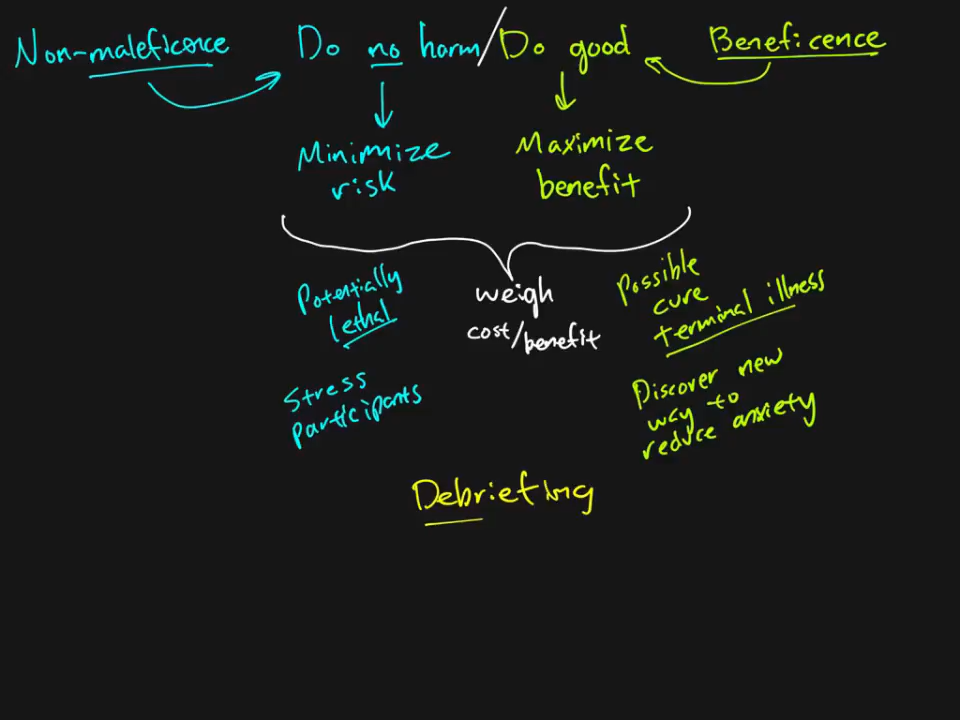 Non-maleficence Do no harm/Do good Beneficence
Minimize
risk
Maximize
benefit
Potentially
lethal
weigh
cost/benefit
Possible
cure
terminal illness
Stress
participants
Discover new
way to
reduce anxiety
Debriefing